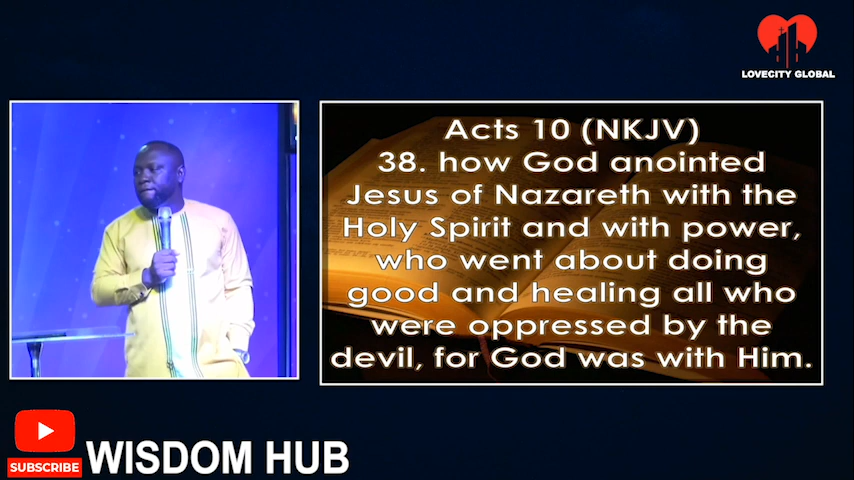 LOVECITY GLOBAL
Acts 10 (NKJV)
38. how God anointed
Jesus of Nazareth with the
Holy Spirit and with power,
who went about doing
good and healing all who
were oppressed by the
devil, for God was with Him.
SUBSCRIBE
WISDOM HUB